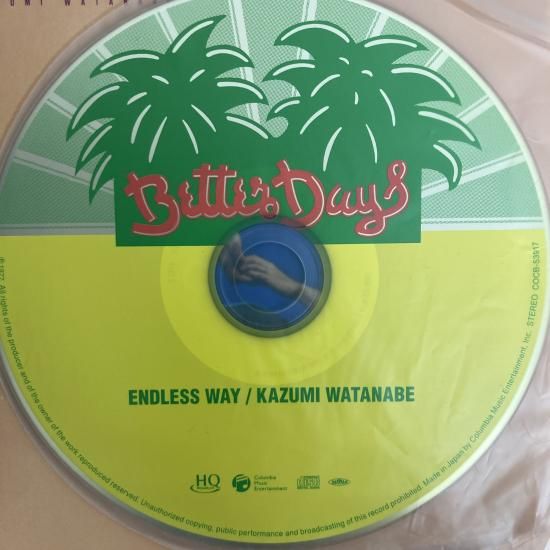 Better Days
ENDLESS WAY / KAZUMI WATANABE
HQ
Columbia
Music
Entertainment
℗1977 All rights of the producer and of the owner of the work reproduced reserved. Unauthorized copying, public performance and broadcasting of this record prohibited. Made in Japan by Columbia Music Entertainment, Inc. STEREO COCB-53917